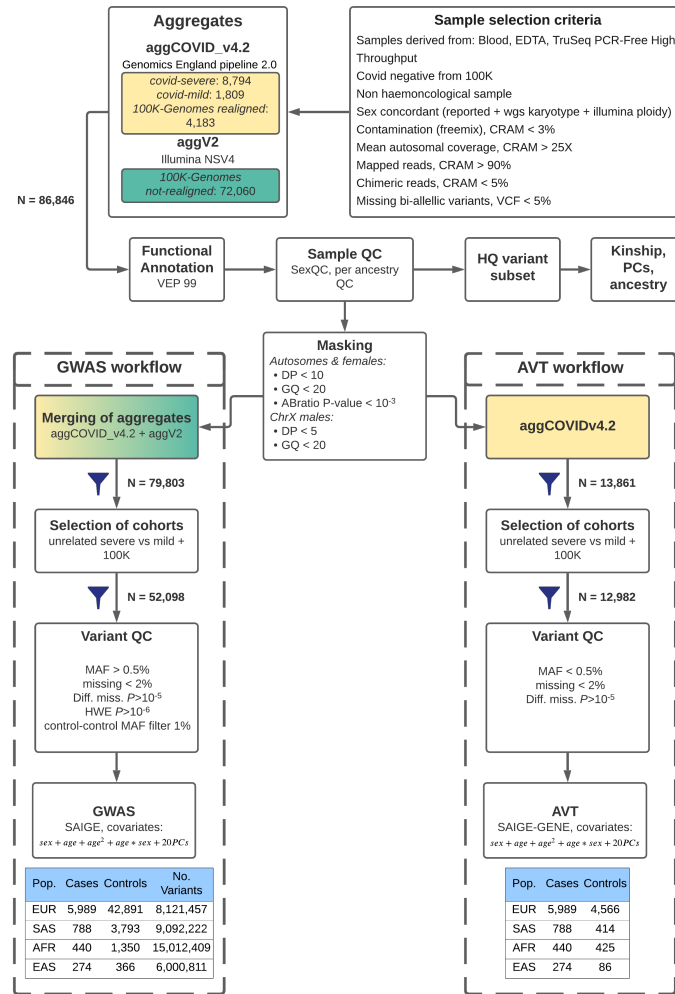 Aggregates
aggCOVID_v4.2
Genomics England pipeline 2.0
covid-severe: 8,794
covid-mild: 1,809
100K-Genomes realigned:
4,183
aggV2
Illumina NSV4
100K-Genomes
not-realigned: 72,060
Sample selection criteria
Samples derived from: Blood, EDTA, TruSeq PCR-Free High
Throughput
Covid negative from 100K
Non haemoncological sample
Sex concordant (reported + wgs karyotype + illumina ploidy)
Contamination (freemix), CRAM < 3%
Mean autosomal coverage, CRAM > 25X
Mapped reads, CRAM > 90%
Chimeric reads, CRAM < 5%
Missing bi-allellic variants, VCF < 5%
N = 86,846
Functional
Annotation
VEP 99
Sample QC
SexQC, per ancestry
QC
HQ variant
subset
Kinship,
PCs,
ancestry
Masking
Autosomes & females:
• DP < 10
• GQ < 20
• ABratio P-value < 10⁻³
ChrX males:
• DP < 5
• GQ < 20
GWAS workflow
Merging of aggregates
aggCOVID_v4.2 + aggV2
N = 79,803
Selection of cohorts
unrelated severe vs mild +
100K
N = 52,098
Variant QC
MAF > 0.5%
missing < 2%
Diff. miss. P>10⁻⁵
HWE P>10⁻⁶
control-control MAF filter 1%
GWAS
SAIGE, covariates:
sex + age + age² + age * sex + 20PCs
Pop. Cases Controls No. Variants
EUR 5,989 42,891 8,121,457
SAS 788 3,793 9,092,222
AFR 440 1,350 15,012,409
EAS 274 366 6,000,811
AVT workflow
aggCOVIDv4.2
N = 13,861
Selection of cohorts
unrelated severe vs mild +
100K
N = 12,982
Variant QC
MAF < 0.5%
missing < 2%
Diff. miss. P>10⁻⁵
AVT
SAIGE-GENE, covariates:
sex + age + age² + age * sex + 20PCs
Pop. Cases Controls
EUR 5,989 4,566
SAS 788 414
AFR 440 425
EAS 274 86